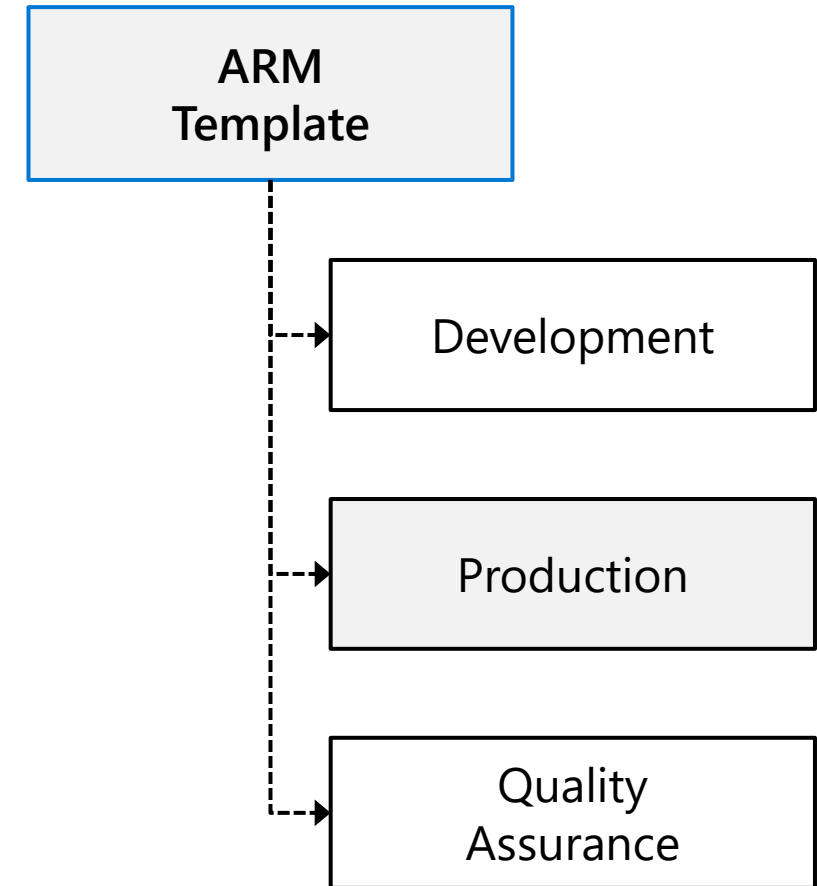 ARM
Template
Development
Production
Quality
Assurance